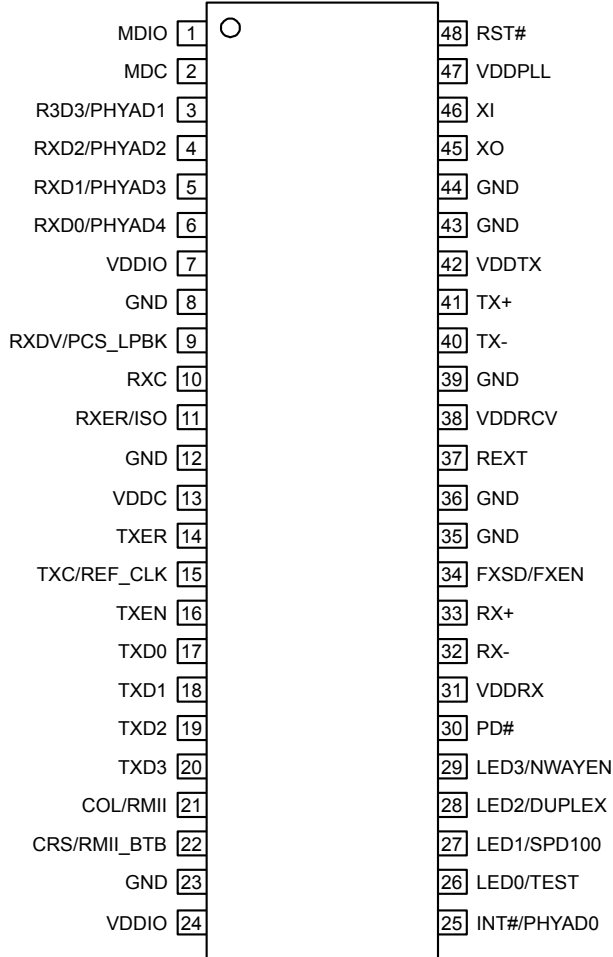 MDIO 1 48 RST#
MDC 2 47 VDDPLL
R3D3/PHYAD1 3 46 XI
RXD2/PHYAD2 4 45 XO
RXD1/PHYAD3 5 44 GND
RXD0/PHYAD4 6 43 GND
VDDIO 7 42 VDDTX
GND 8 41 TX+
RXDV/PCS_LPBK 9 40 TX-
RXC 10 39 GND
RXER/ISO 11 38 VDDRCV
GND 12 37 REXT
VDDC 13 36 GND
TXER 14 35 GND
TXC/REF_CLK 15 34 FXSD/FXEN
TXEN 16 33 RX+
TXD0 17 32 RX-
TXD1 18 31 VDDRX
TXD2 19 30 PD#
TXD3 20 29 LED3/NWAYEN
COL/RMII 21 28 LED2/DUPLEX
CRS/RMII_BTB 22 27 LED1/SPD100
GND 23 26 LED0/TEST
VDDIO 24 25 INT#/PHYAD0